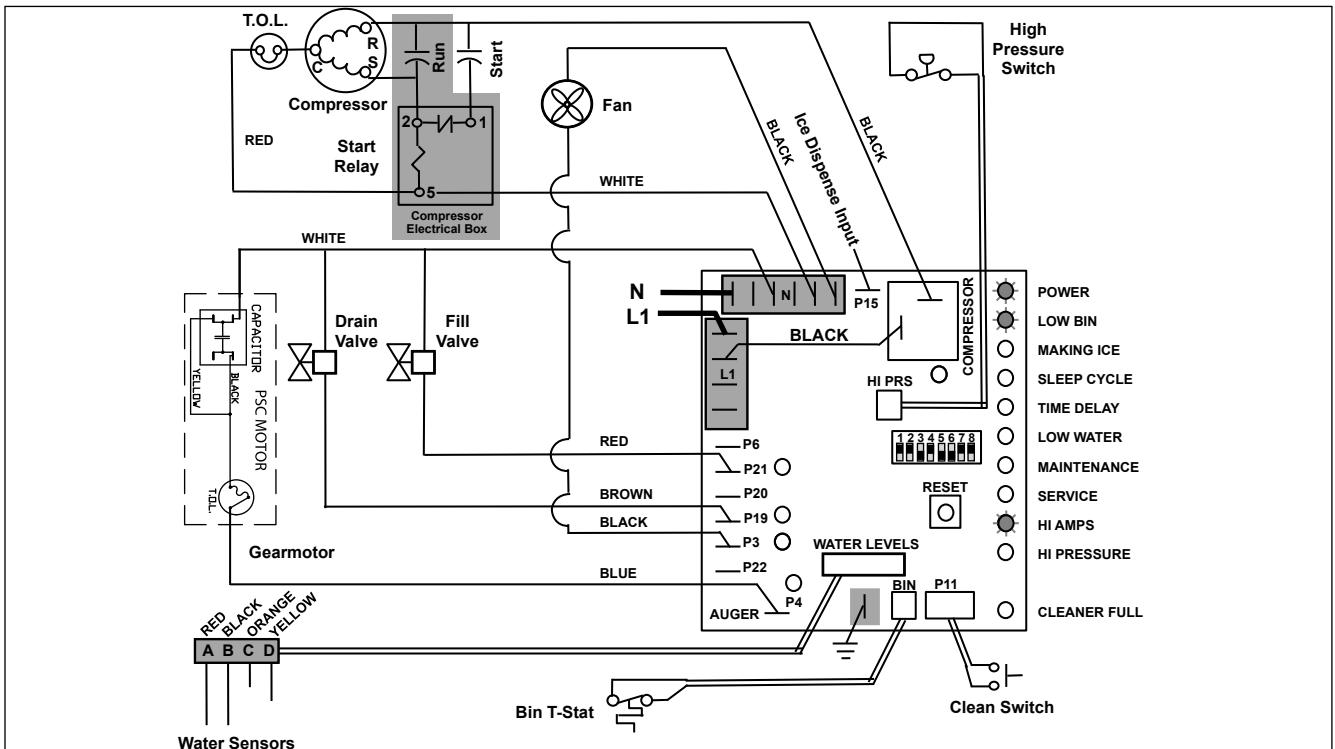 T.O.L.
R
S
C
Compressor
Run
Start
2
1
5
Start
Relay
Compressor
Electrical Box
RED
WHITE
Fan
BLACK
Ice Dispense Input
BLACK
High
Pressure
Switch
WHITE
N
L1
N
P15
COMPRESSOR
BLACK
L1
HI PRS
1 2 3 4 5 6 7 8
RESET
POWER
LOW BIN
MAKING ICE
SLEEP CYCLE
TIME DELAY
LOW WATER
MAINTENANCE
SERVICE
HI AMPS
HI PRESSURE
CLEANER FULL
CAPACITOR
YELLOW
BLACK
PSC MOTOR
T.O.L.
Gearmotor
Drain
Valve
Fill
Valve
RED
BROWN
BLACK
BLUE
P6
P21
P20
P19
P3
P22
P4
AUGER
WATER LEVELS
BIN
P11
RED
BLACK
ORANGE
YELLOW
A B C D
Water Sensors
Bin T-Stat
Clean Switch